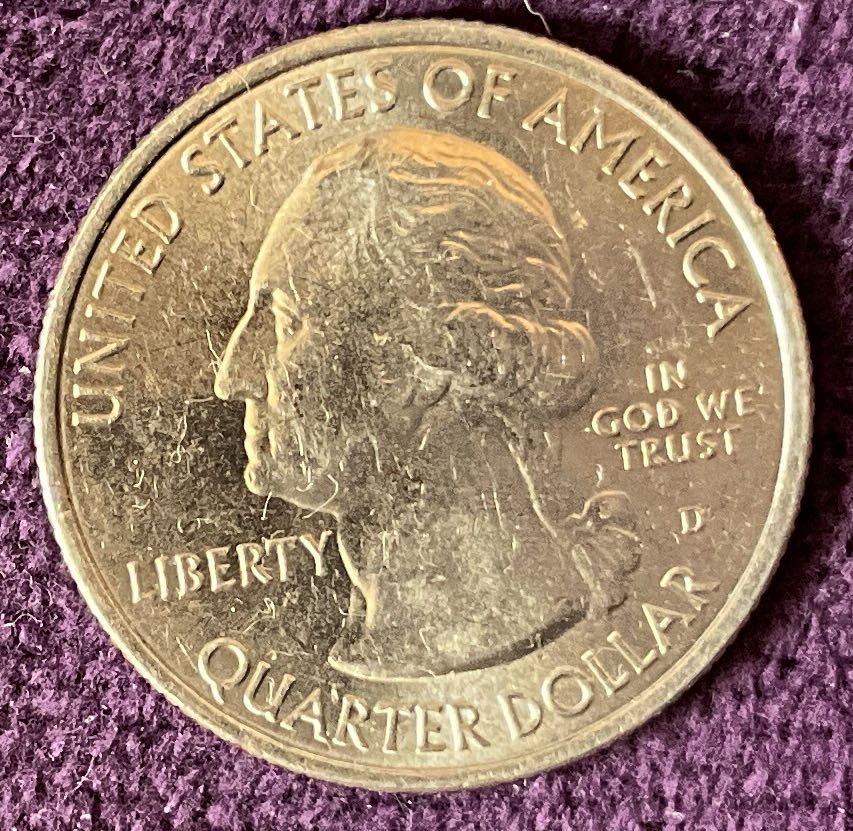 UNITED STATES OF AMERICA
IN
GOD WE
TRUST
D
LIBERTY
QUARTER DOLLAR